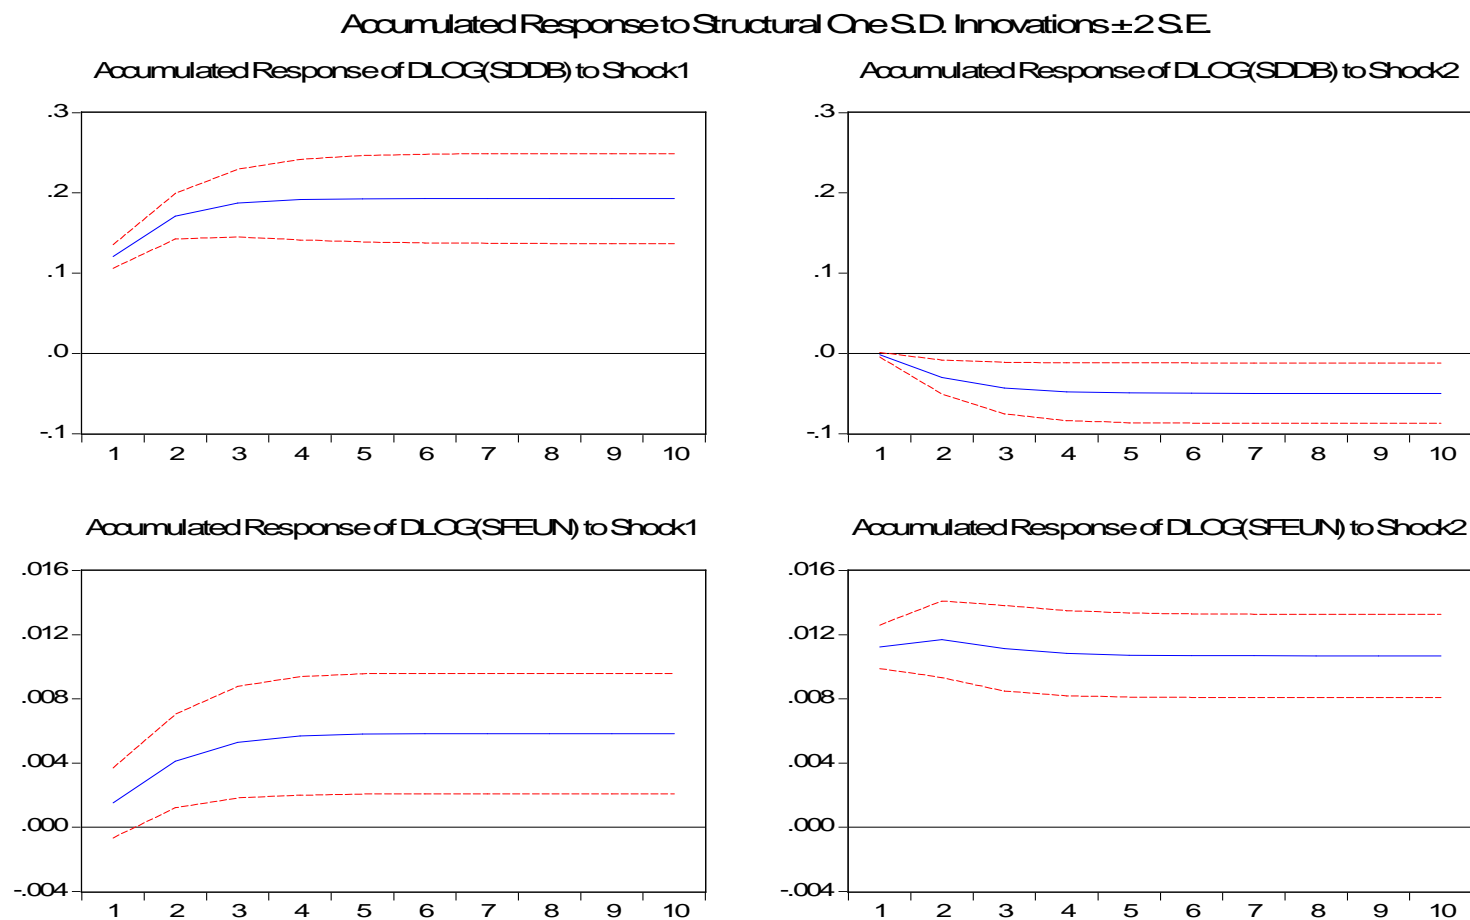 Accumulated Response to Structural One S.D. Innovations ± 2 S.E.
Accumulated Response of DLOG(SDDB) to Shock1
.3
.2
.1
.0
-.1
1 2 3 4 5 6 7 8 9 10
Accumulated Response of DLOG(SDDB) to Shock2
.3
.2
.1
.0
-.1
1 2 3 4 5 6 7 8 9 10
Accumulated Response of DLOG(SFEUN) to Shock1
.016
.012
.008
.004
.000
-.004
1 2 3 4 5 6 7 8 9 10
Accumulated Response of DLOG(SFEUN) to Shock2
.016
.012
.008
.004
.000
-.004
1 2 3 4 5 6 7 8 9 10